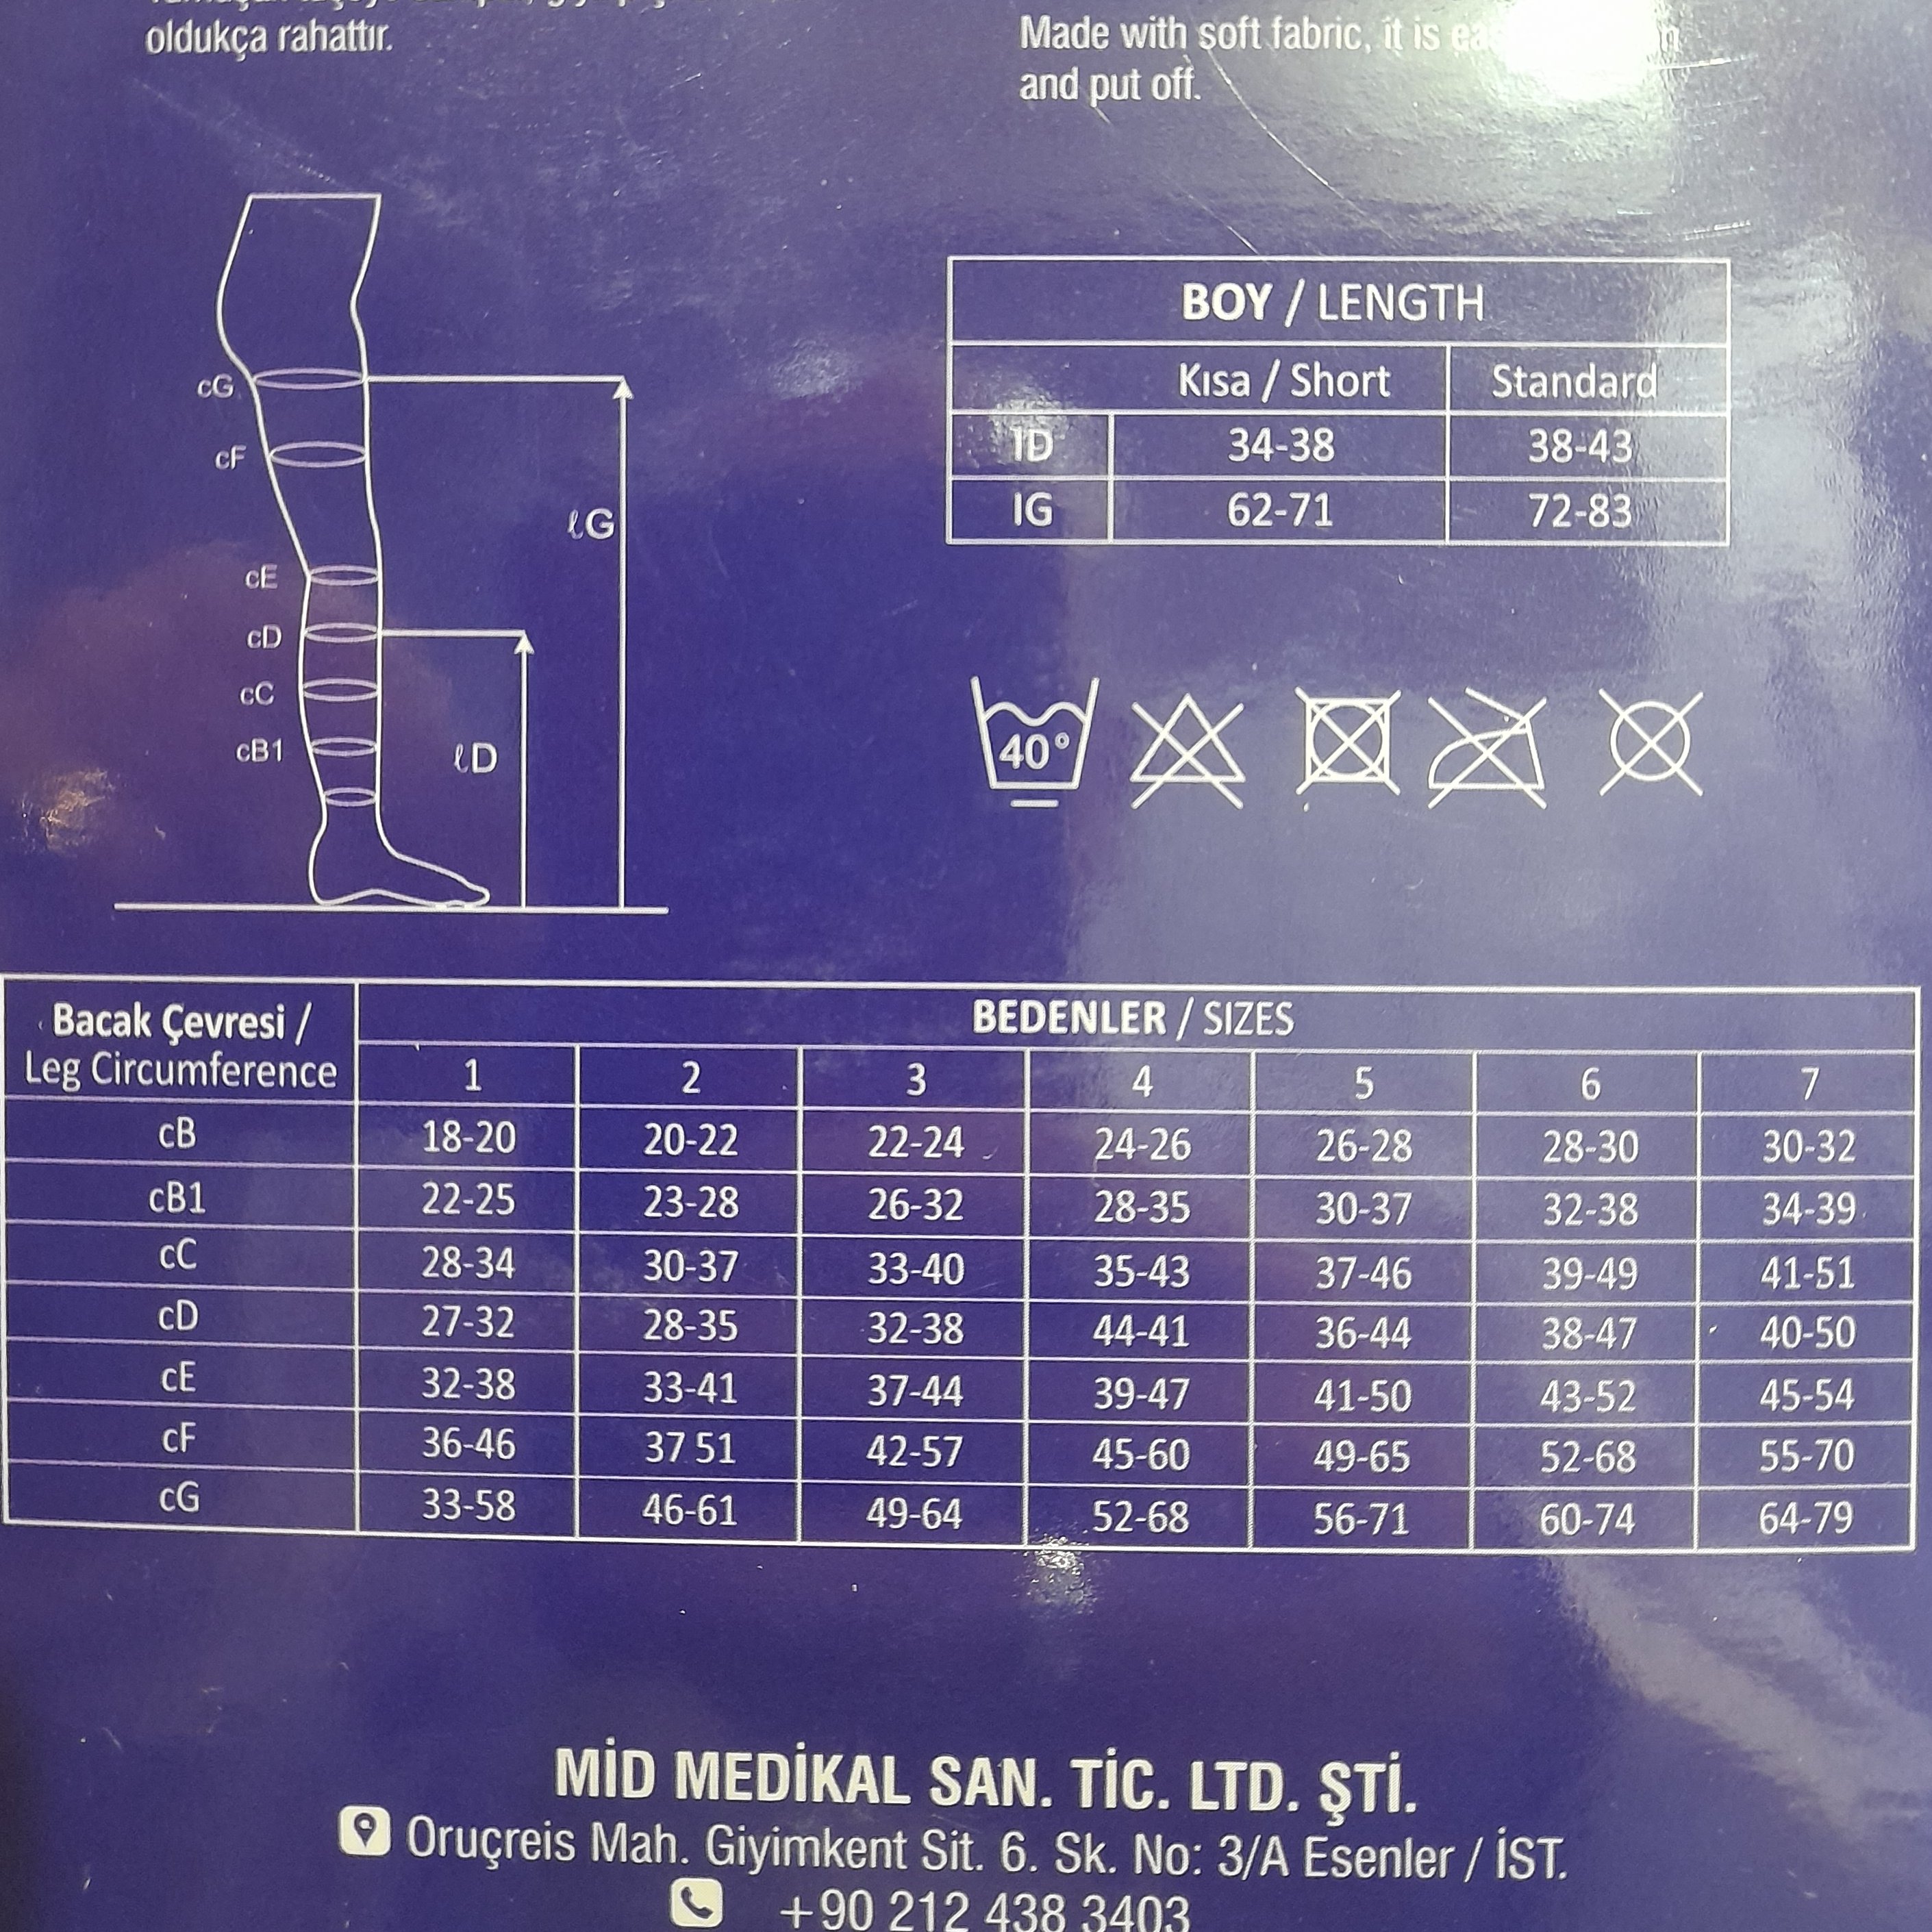 oldukça rahattır.
Made with soft fabric, it is
and put off.
cG
cF
cE
cD
cC
cB1
ℓG
ℓD
BOY / LENGTH
Kısa / Short Standard
lD 34-38 38-43
lG 62-71 72-83
40°
Bacak Çevresi / Leg Circumference
BEDENLER / SIZES
1 2 3 4 5 6 7
cB 18-20 20-22 22-24 24-26 26-28 28-30 30-32
cB1 22-25 23-28 26-32 28-35 30-37 32-38 34-39
cC 28-34 30-37 33-40 35-43 37-46 39-49 41-51
cD 27-32 28-35 32-38 44-41 36-44 38-47 40-50
cE 32-38 33-41 37-44 39-47 41-50 43-52 45-54
cF 36-46 37 51 42-57 45-60 49-65 52-68 55-70
cG 33-58 46-61 49-64 52-68 56-71 60-74 64-79
MİD MEDİKAL SAN. TİC. LTD. ŞTİ.
Oruçreis Mah. Giyimkent Sit. 6. Sk. No: 3/A Esenler / İST.
+90 212 438 3403